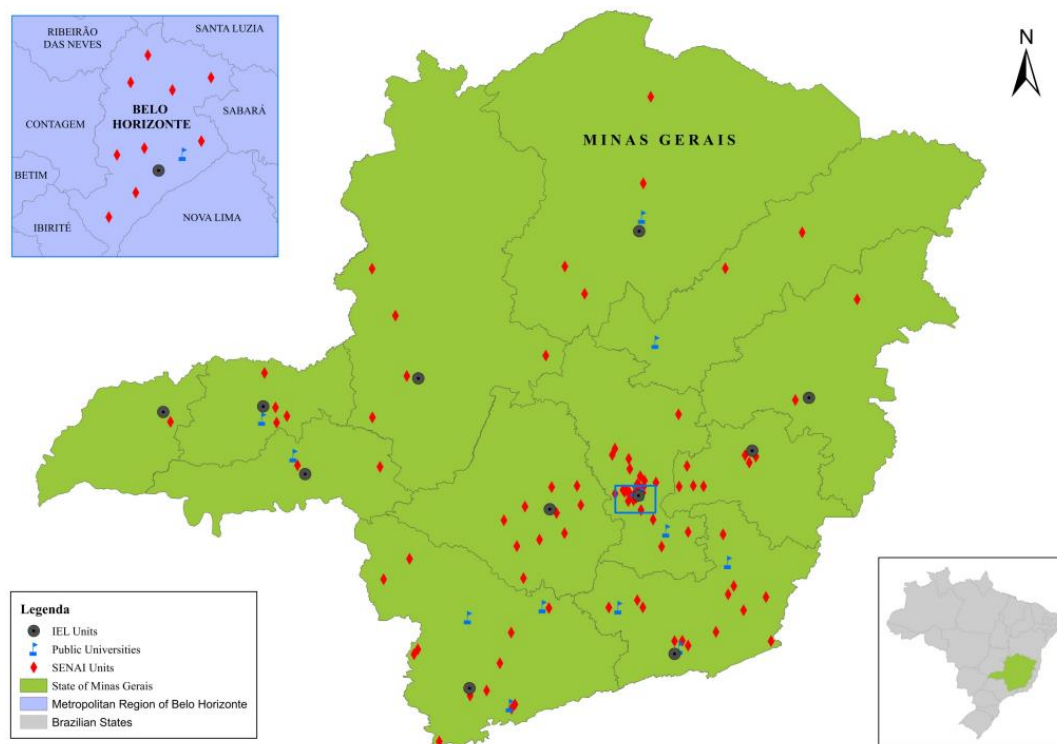 RIBEIRÃO
DAS NEVES
SANTA LUZIA
BELO
HORIZONTE
CONTAGEM
SABARÁ
BETIM
IBIRITÉ
NOVA LIMA
N
MINAS GERAIS
Legenda
IEL Units
Public Universities
SENAI Units
State of Minas Gerais
Metropolitan Region of Belo Horizonte
Brazilian States